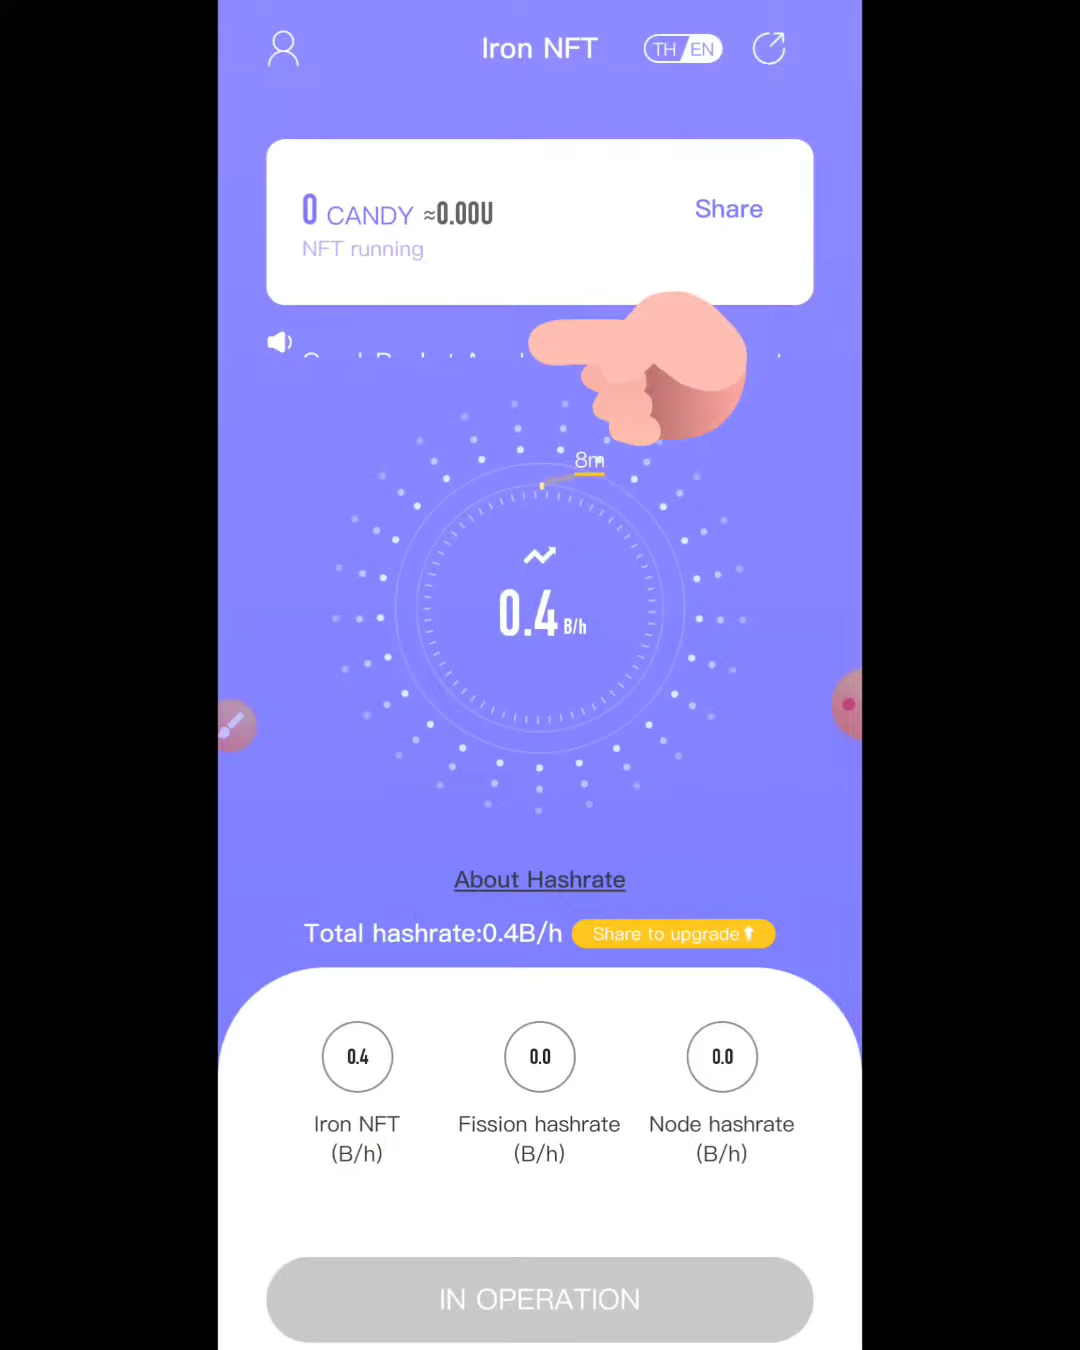 Iron NFT
TH EN
0 CANDY ≈0.00U
Share
NFT running
8m
0.4 B/h
About Hashrate
Total hashrate:0.4B/h
Share to upgrade
0.4
0.0
0.0
Iron NFT
(B/h)
Fission hashrate
(B/h)
Node hashrate
(B/h)
IN OPERATION